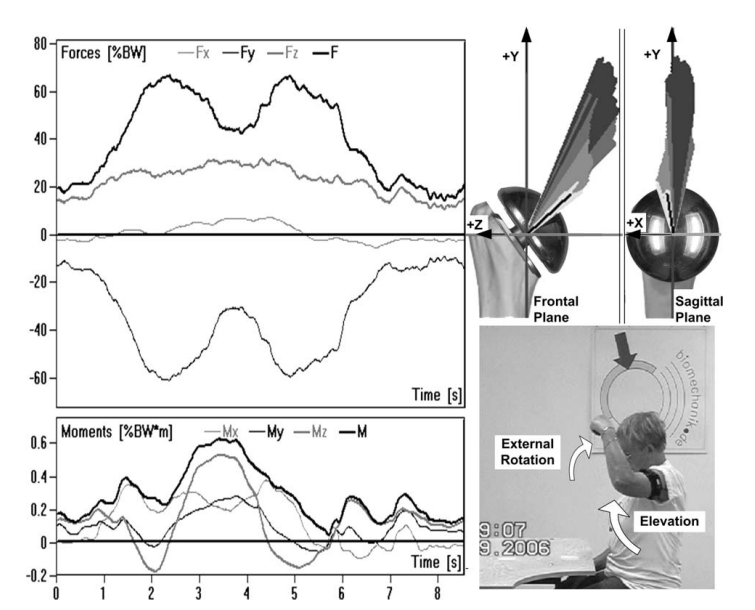 Forces [%BW]
Fx Fy Fz F
80
60
40
20
0
-20
-40
-60
Time [s]
Moments [%BW*m]
Mx My Mz M
0.6
0.4
0.2
0
-0.2
Time [s]
0 1 2 3 4 5 6 7 8
+Y
+Z
Frontal
Plane
+Y
+X
Sagittal
Plane
biomechanik.de
External
Rotation
Elevation
9:07
9.2006